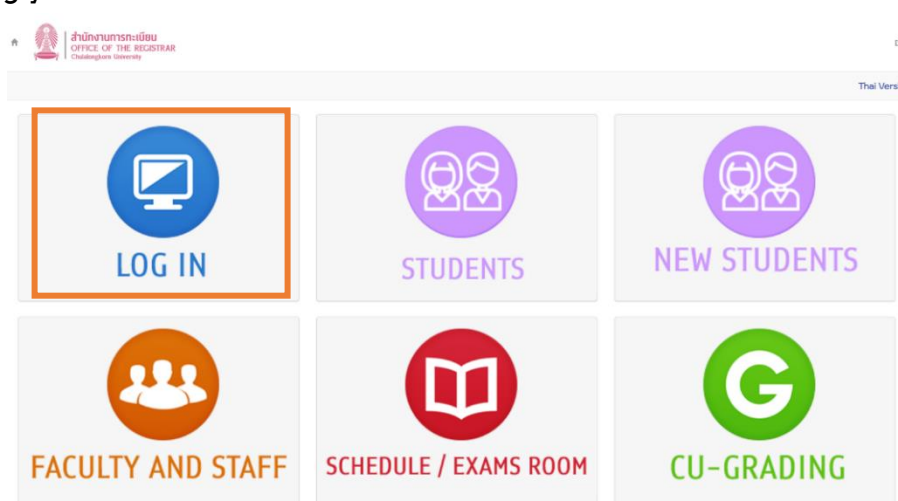 สำนักงานการทะเบียน
OFFICE OF THE REGISTRAR
Chulalongkorn University
Thai Vers
LOG IN
STUDENTS
NEW STUDENTS
G
FACULTY AND STAFF
SCHEDULE / EXAMS ROOM
CU-GRADING